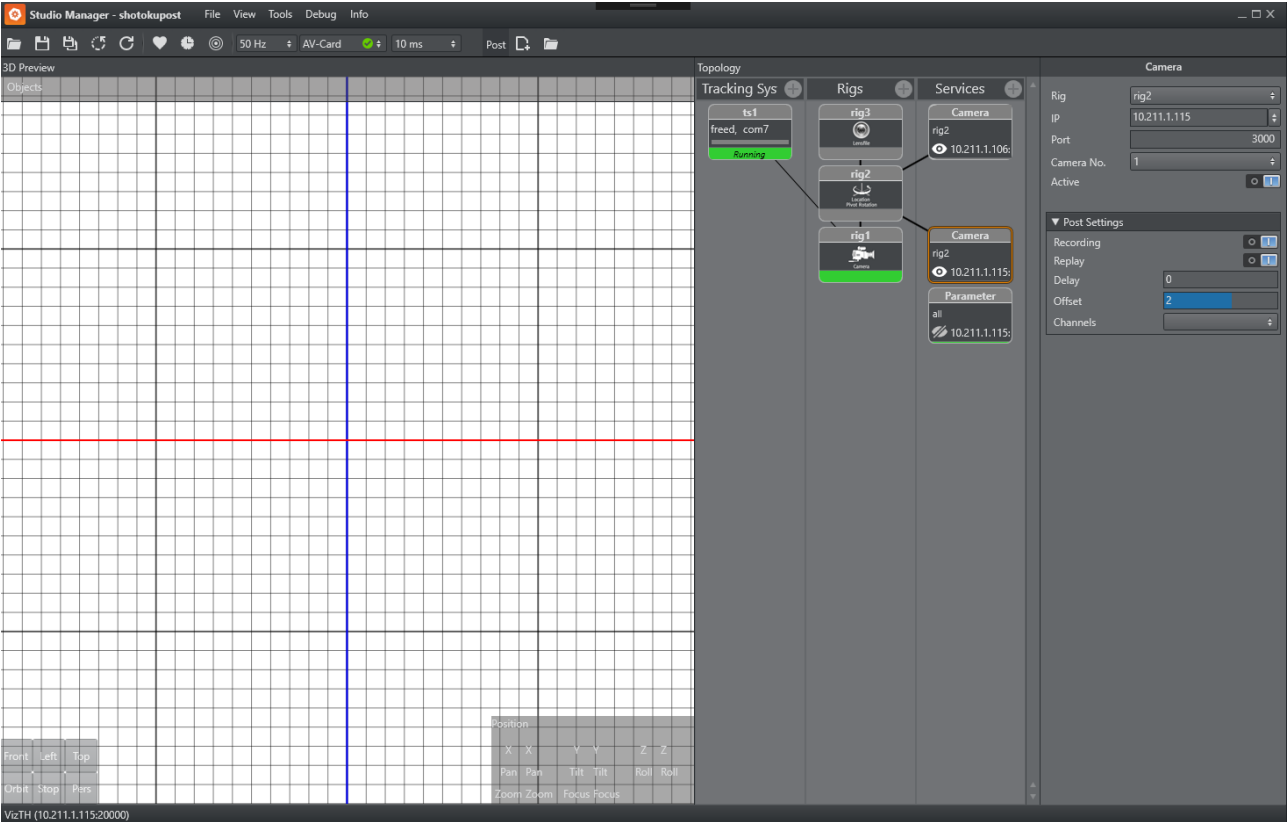 Studio Manager - shotokupost File View Tools Debug Info
50 Hz AV-Card 10 ms Post
3D Preview
Objects
Front Left Top
Orbit Stop Pers
Position
X X Y Y Z Z
Pan Pan Tilt Tilt Roll Roll
Zoom Zoom Focus Focus
Topology
Tracking Sys Rigs Services
ts1
freed, com7
Running
rig3
Lensfile
rig2
Location
Pivot Rotation
rig1
Camera
Camera
rig2
10.211.1.106:
Camera
rig2
10.211.1.115:
Parameter
all
10.211.1.115:
Camera
Rig rig2
IP 10.211.1.115
Port 3000
Camera No. 1
Active
Post Settings
Recording
Replay
Delay 0
Offset 2
Channels
VizTH (10.211.1.115:20000)